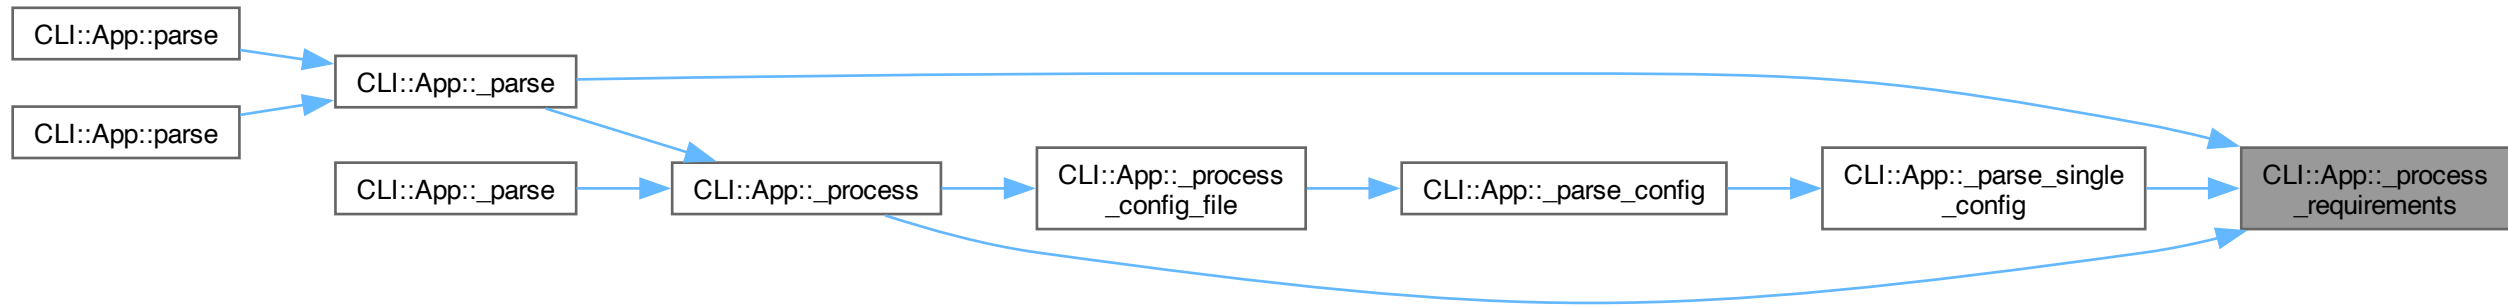 CLI::App::parse
CLI::App::parse
CLI::App::_parse
CLI::App::_parse
CLI::App::_process
CLI::App::_process
_config_file
CLI::App::_parse_config
CLI::App::_parse_single
_config
CLI::App::_process
_requirements